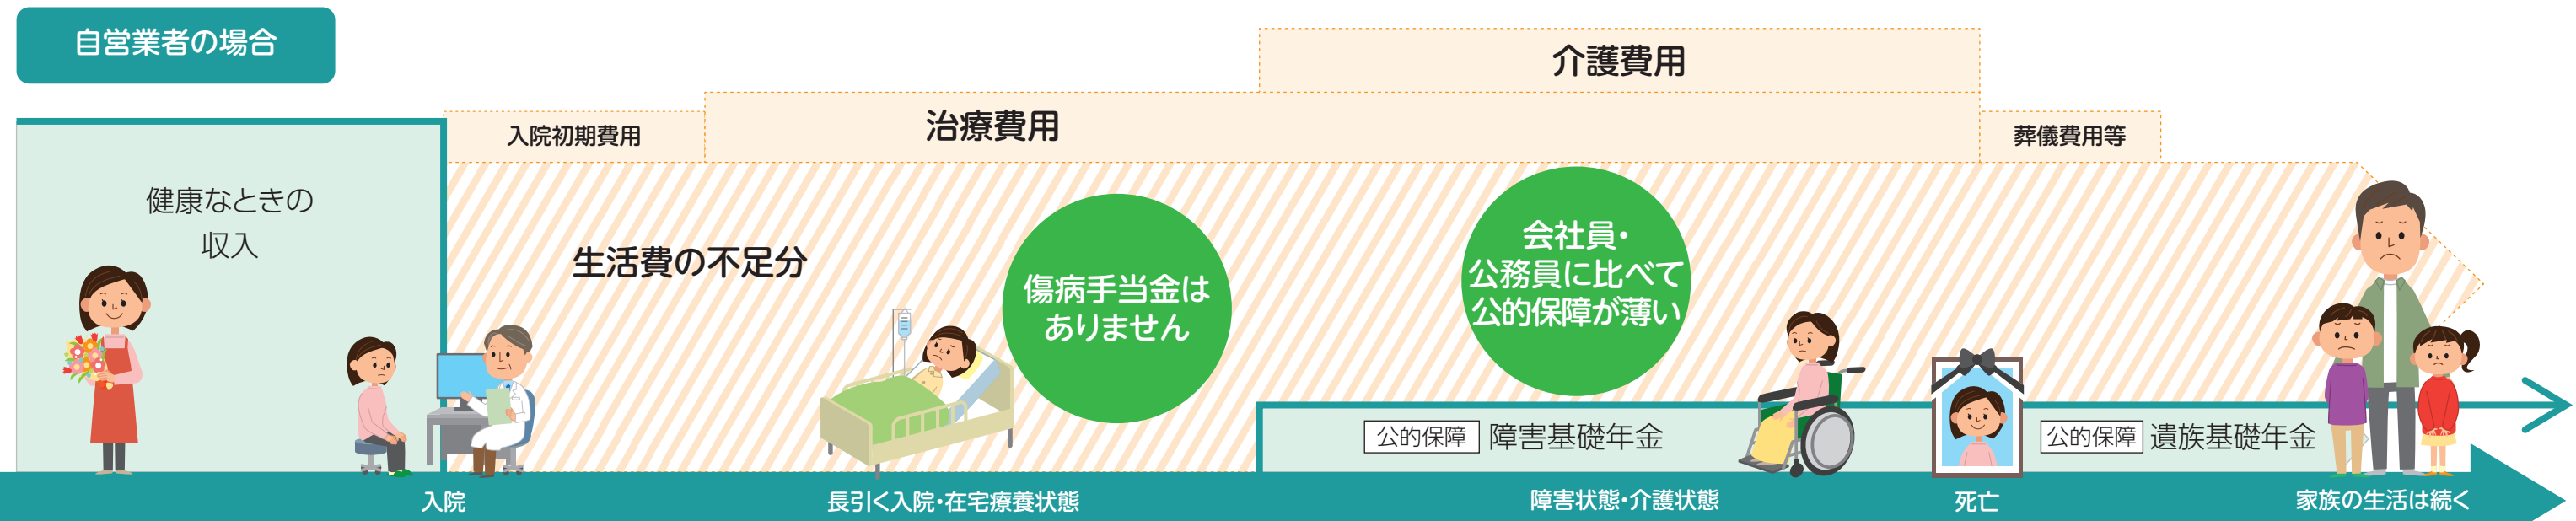 自営業者の場合
介護費用
治療費用
入院初期費用
葬儀費用等
健康なときの
収入
生活費の不足分
傷病手当金は
ありません
会社員・
公務員に比べて
公的保障が薄い
公的保障 障害基礎年金
公的保障 遺族基礎年金
入院
長引く入院・在宅療養状態
障害状態・介護状態
死亡
家族の生活は続く